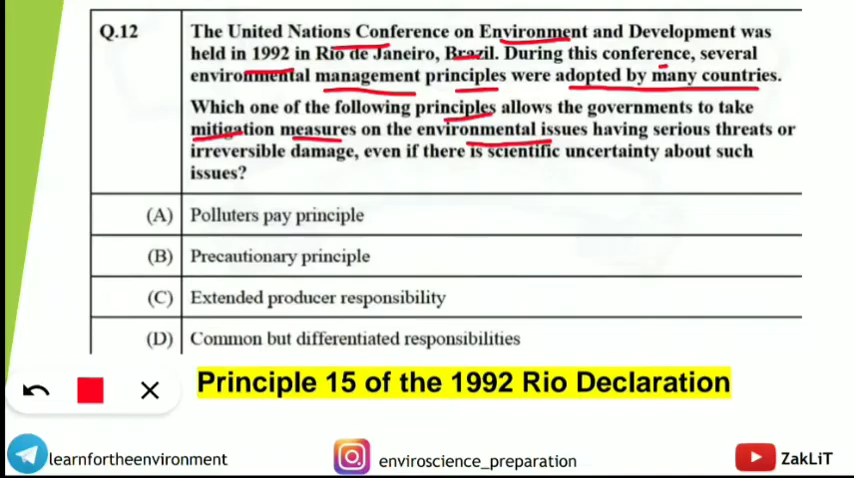 Q.12 The United Nations Conference on Environment and Development was
held in 1992 in Rio de Janeiro, Brazil. During this conference, several
environmental management principles were adopted by many countries.
Which one of the following principles allows the governments to take
mitigation measures on the environmental issues having serious threats or
irreversible damage, even if there is scientific uncertainty about such
issues?
(A) Polluters pay principle
(B) Precautionary principle
(C) Extended producer responsibility
(D) Common but differentiated responsibilities
Principle 15 of the 1992 Rio Declaration
learnfortheenvironment enviroscience_preparation ZakLiT